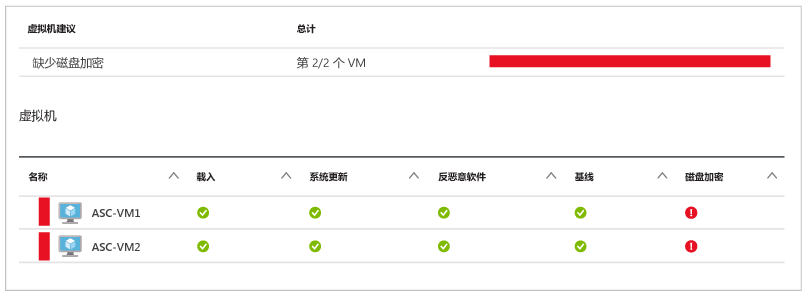 虚拟机建议 总计
缺少磁盘加密 第 2/2 个 VM
虚拟机
名称 载入 系统更新 反恶意软件 基线 磁盘加密
ASC-VM1
ASC-VM2